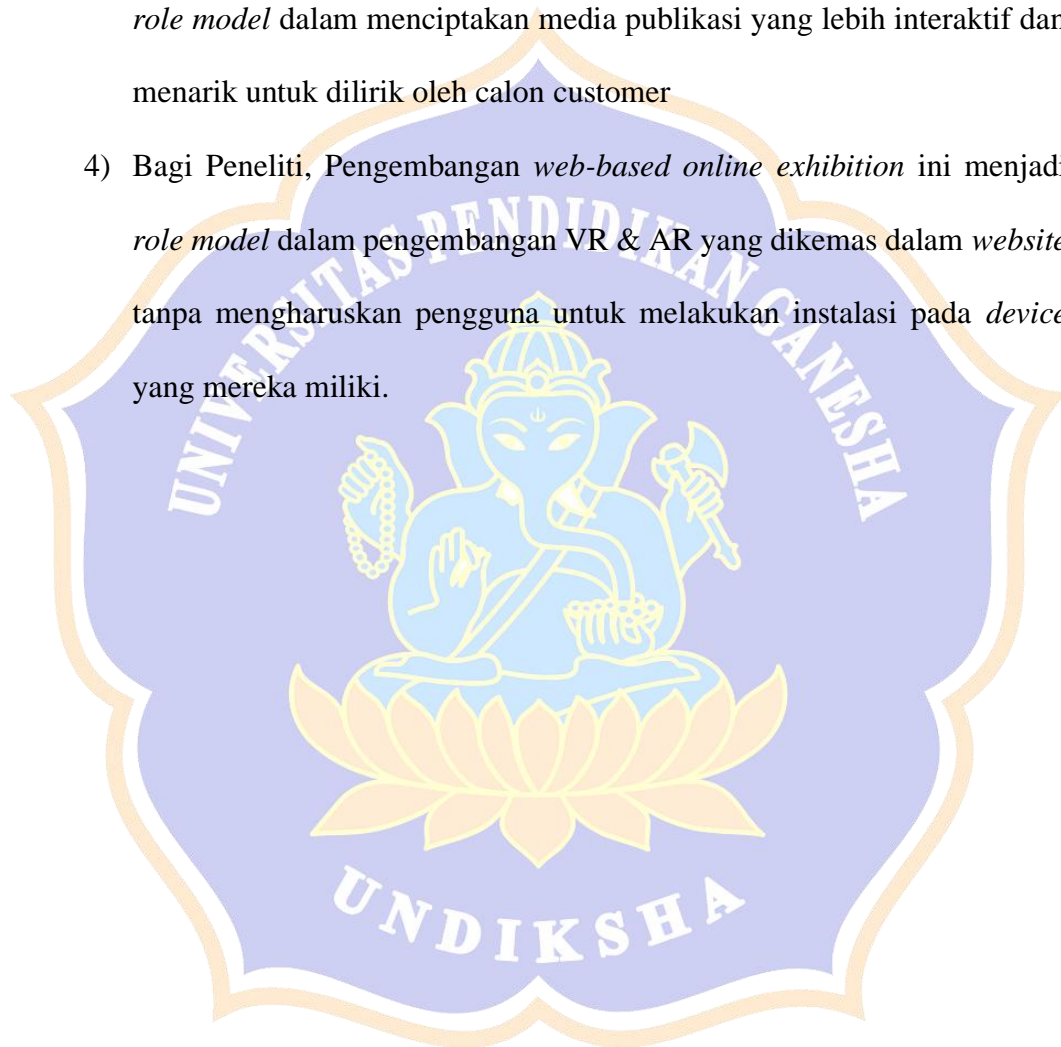 role model dalam menciptakan media publikasi yang lebih interaktif dan
menarik untuk dilirik oleh calon customer
4) Bagi Peneliti, Pengembangan web-based online exhibition ini menjadi
role model dalam pengembangan VR & AR yang dikemas dalam website
tanpa mengharuskan pengguna untuk melakukan instalasi pada device
yang mereka miliki.
UNIVERSITAS PENDIDIKAN GANESHA
UNDIKSHA